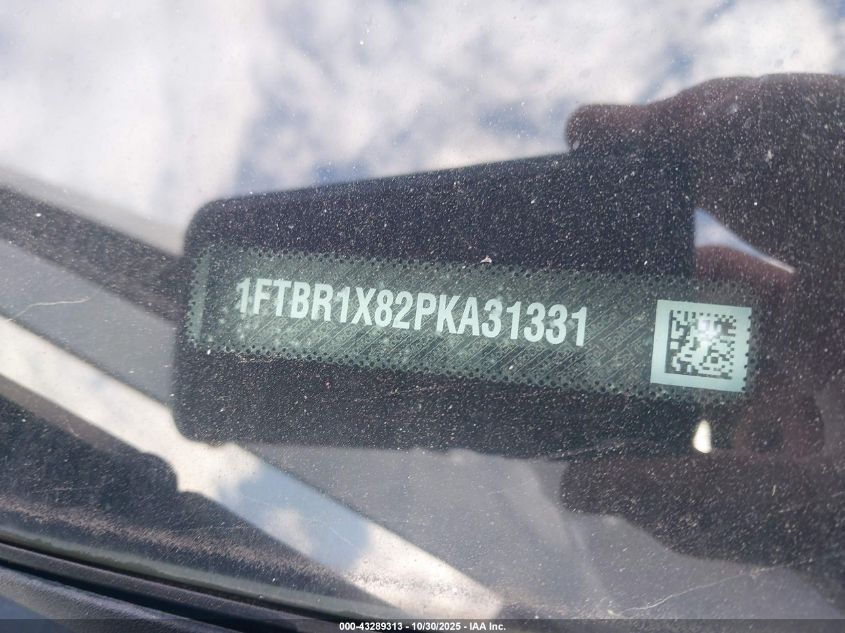 1FTBR1X82PKA31331
000-43289313 - 10/30/2025 - IAA Inc.